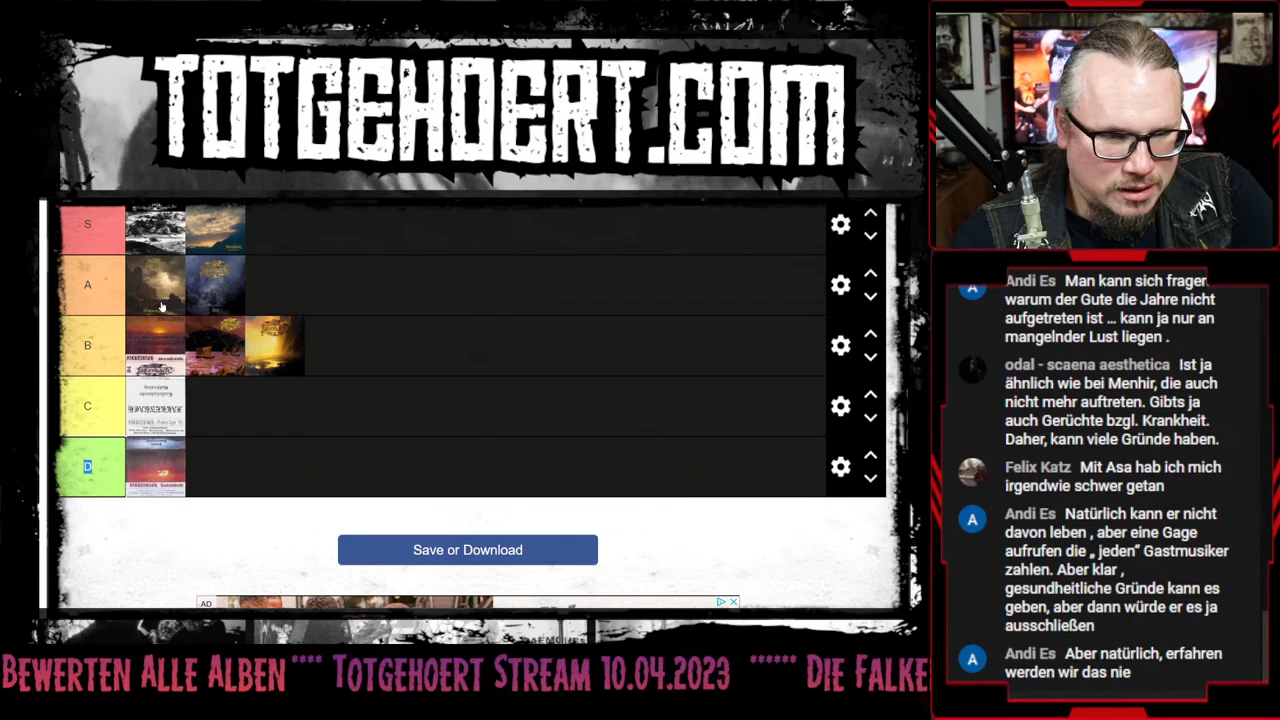 TOTGEHOERT.COM
S
A
B
C
D
Save or Download
AD
Andi Es Man kann sich fragen
warum der Gute die Jahre nicht
aufgetreten ist ... kann ja nur an
mangelnder Lust liegen .
odal - scaena aesthetica Ist ja
ähnlich wie bei Menhir, die auch
nicht mehr auftreten. Gibts ja
auch Gerüchte bzgl. Krankheit.
Daher, kann viele Gründe haben.
Felix Katz Mit Asa hab ich mich
irgendwie schwer getan
A
Andi Es Natürlich kann er nicht
davon leben , aber eine Gage
aufrufen die „ jeden“ Gastmusiker
zahlen. Aber klar ,
gesundheitliche Gründe kann es
geben, aber dann würde er es ja
ausschließen
A
Andi Es Aber natürlich, erfahren
werden wir das nie
BEWERTEN ALLE ALBEN **** TOTGEHOERT STREAM 10.04.2023 ****** DIE FALKE